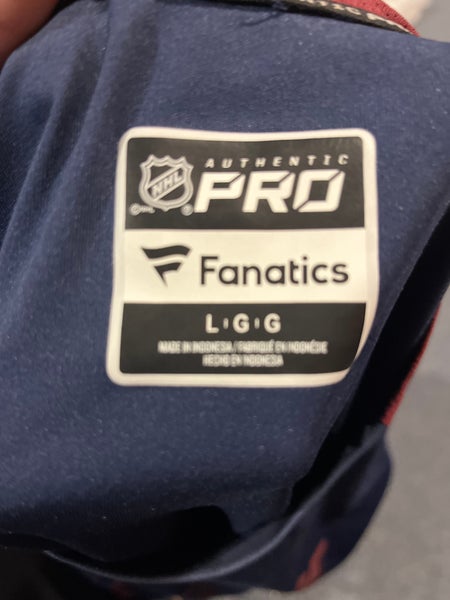 NHL
AUTHENTIC
PRO
Fanatics
L·G·G
MADE IN INDONESIA / FABRIQUÉ EN INDONÉSIE
HECHO EN INDONESIA